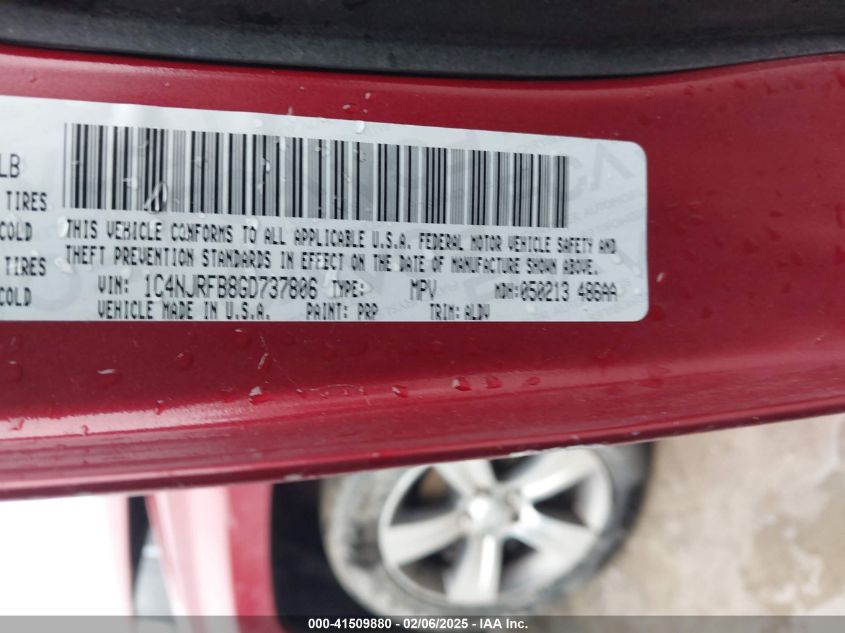 LB
TIRES
COLD
TIRES
COLD
THIS VEHICLE CONFORMS TO ALL APPLICABLE U.S.A. FEDERAL MOTOR VEHICLE SAFETY AND
THEFT PREVENTION STANDARDS IN EFFECT ON THE DATE OF MANUFACTURE SHOWN ABOVE.
VIN: 1C4NJRFB8GD737806 TYPE: MPV MDH:050213 486AA
VEHICLE MADE IN U.S.A. PAINT: PRP TRIM: ALDV
000-41509880 - 02/06/2025 - IAAI.COM